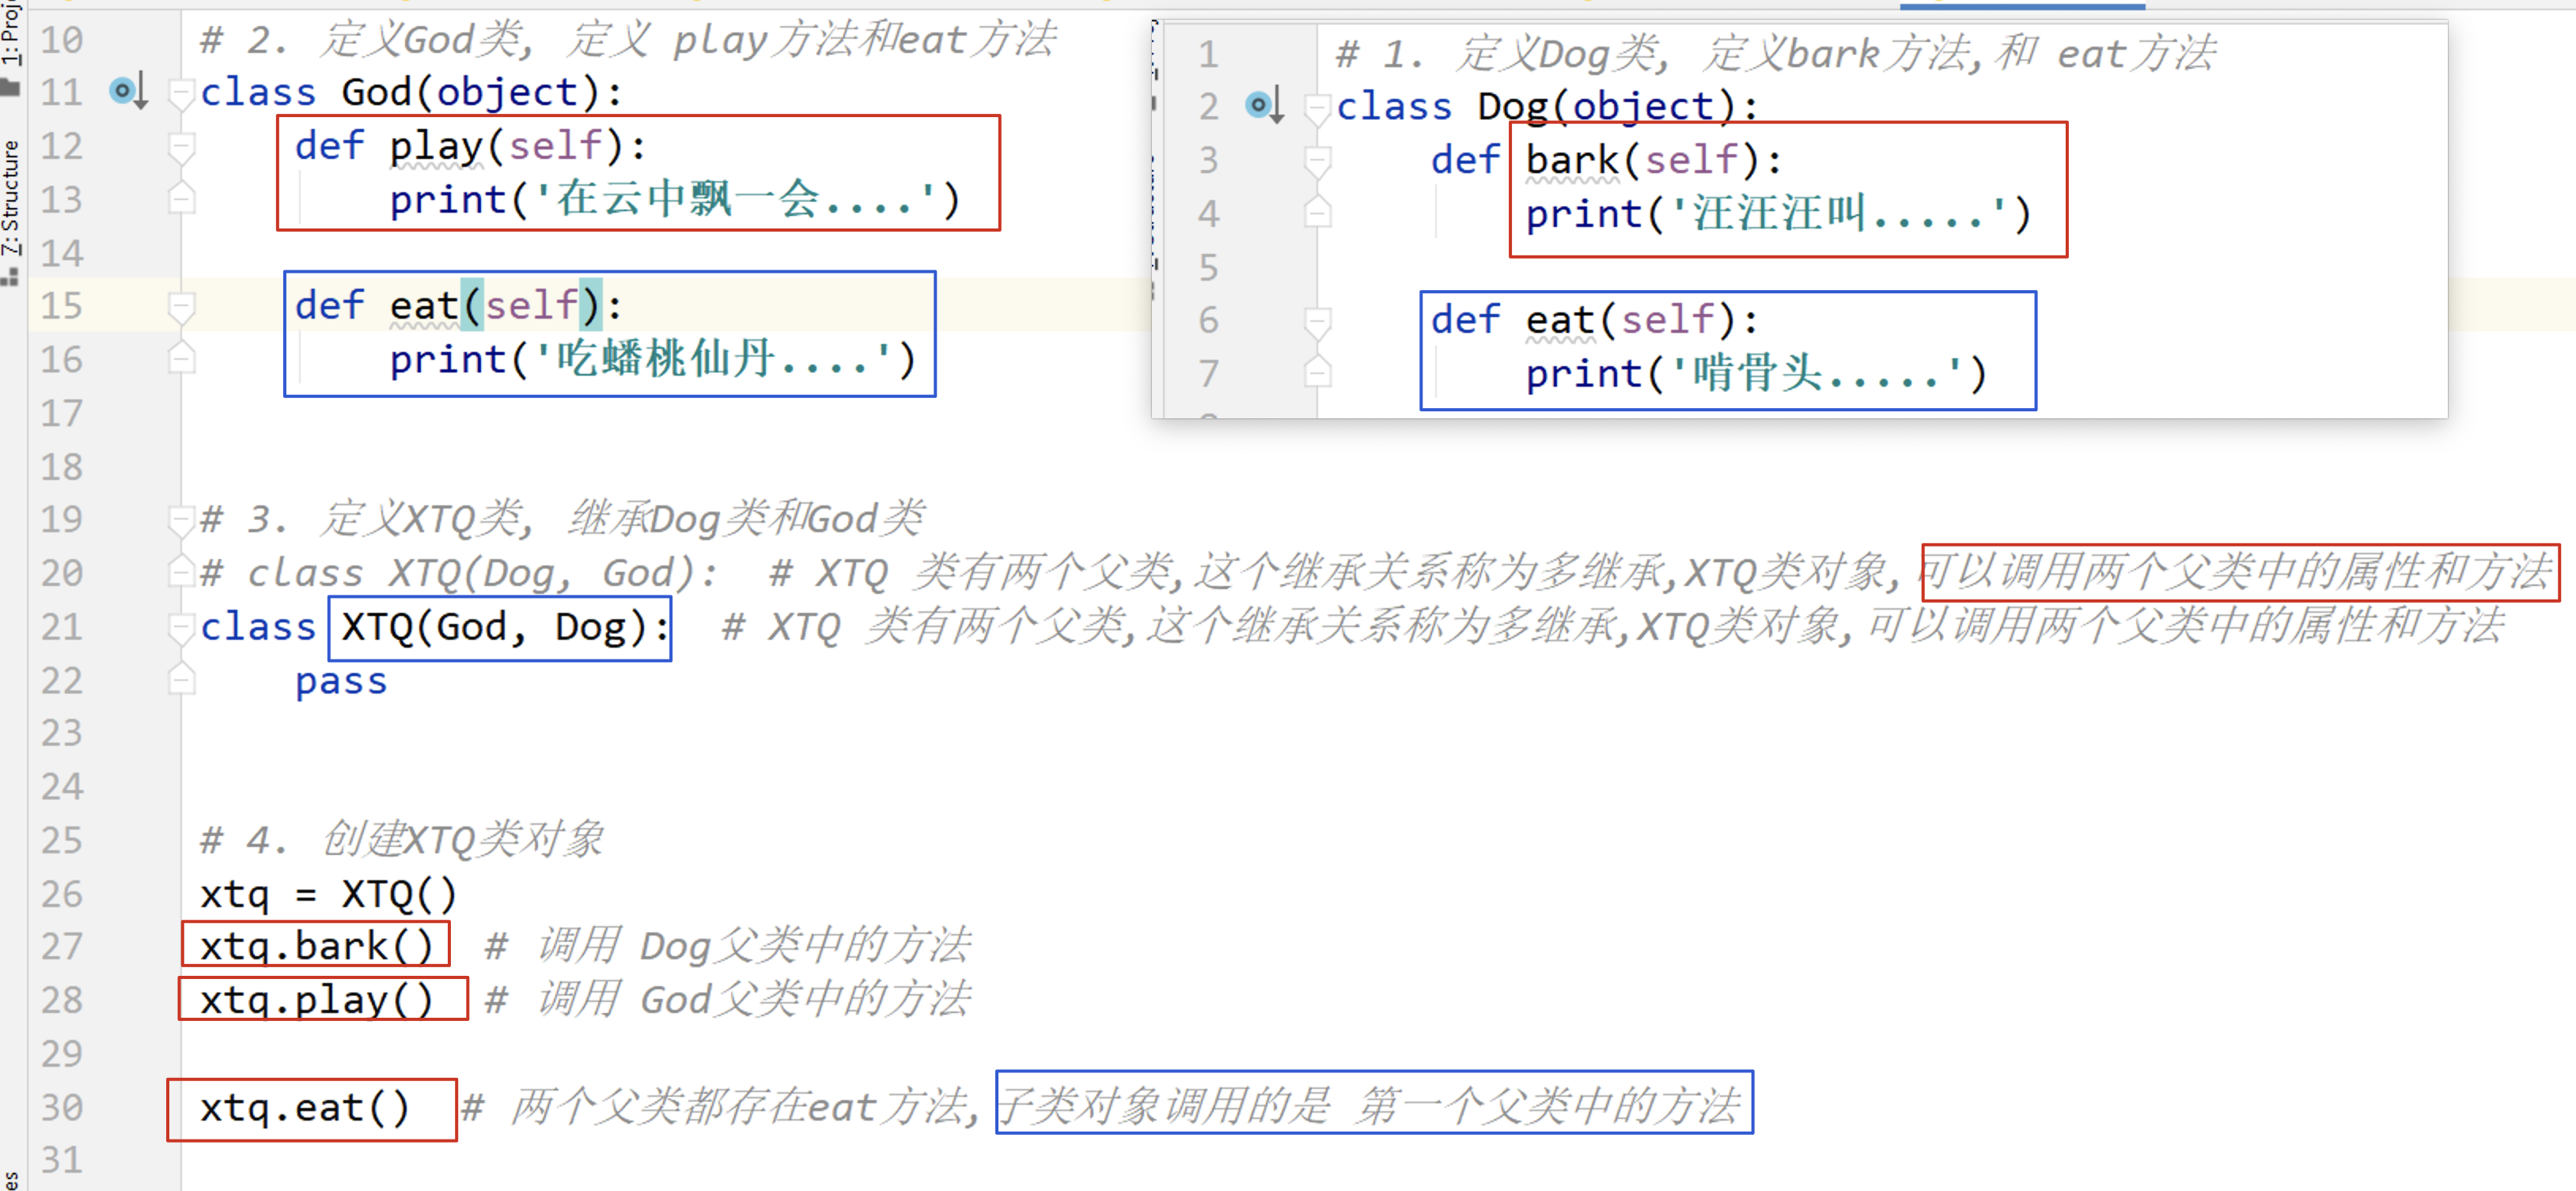 1: Proj
7: Structure
es
10 # 2. 定义God类, 定义 play方法和eat方法
11 class God(object):
12 def play(self):
13 print('在云中飘一会....')
14
15 def eat(self):
16 print('吃蟠桃仙丹....')
17
18
1 # 1. 定义Dog类, 定义bark方法,和 eat方法
2 class Dog(object):
3 def bark(self):
4 print('汪汪汪叫.....')
5
6 def eat(self):
7 print('啃骨头.....')
19 # 3. 定义XTQ类, 继承Dog类和God类
20 # class XTQ(Dog, God): # XTQ 类有两个父类,这个继承关系称为多继承,XTQ类对象,可以调用两个父类中的属性和方法
21 class XTQ(God, Dog): # XTQ 类有两个父类,这个继承关系称为多继承,XTQ类对象,可以调用两个父类中的属性和方法
22 pass
23
24
25 # 4. 创建XTQ类对象
26 xtq = XTQ()
27 xtq.bark() # 调用 Dog父类中的方法
28 xtq.play() # 调用 God父类中的方法
29
30 xtq.eat() # 两个父类都存在eat方法,子类对象调用的是 第一个父类中的方法
31